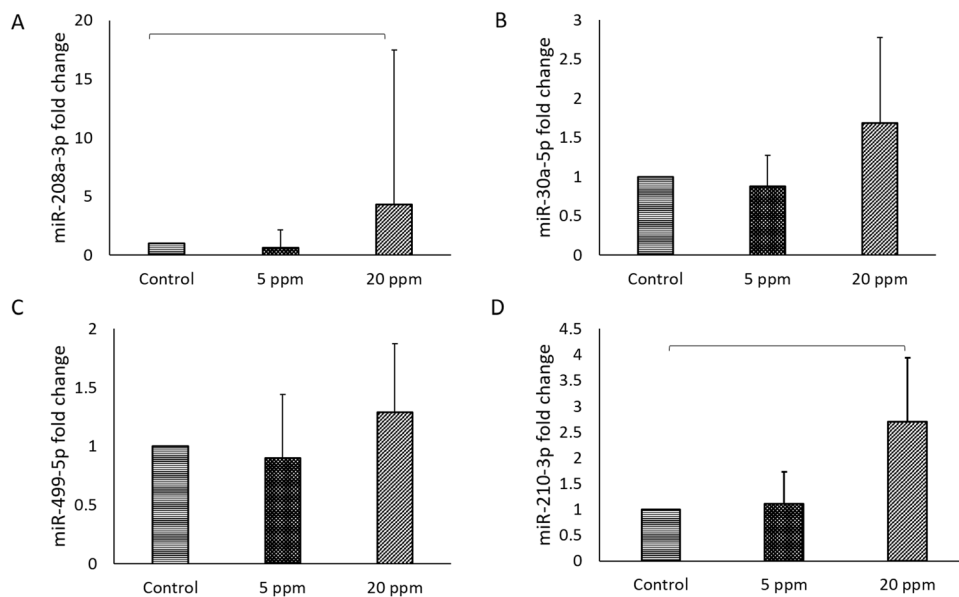 A
miR-208a-3p fold change
20
15
10
5
0
Control 5 ppm 20 ppm
B
miR-30a-5p fold change
3
2.5
2
1.5
1
0.5
0
Control 5 ppm 20 ppm
C
miR-499-5p fold change
2
1.5
1
0.5
0
Control 5 ppm 20 ppm
D
miR-210-3p fold change
4.5
4
3.5
3
2.5
2
1.5
1
0.5
0
Control 5 ppm 20 ppm